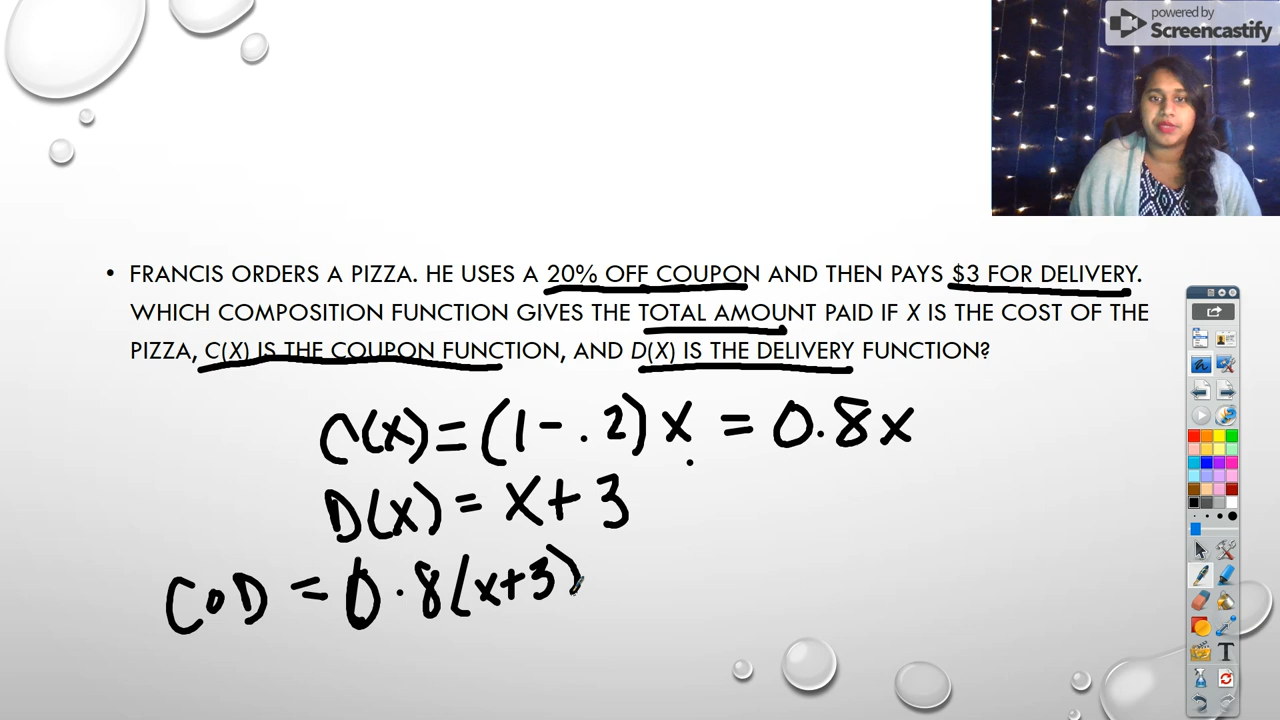 powered by
Screencastify
• FRANCIS ORDERS A PIZZA. HE USES A 20% OFF COUPON AND THEN PAYS $3 FOR DELIVERY.
WHICH COMPOSITION FUNCTION GIVES THE TOTAL AMOUNT PAID IF X IS THE COST OF THE
PIZZA, C(X) IS THE COUPON FUNCTION, AND D(X) IS THE DELIVERY FUNCTION?
C(X) = (1 - .2) X = 0.8 X
D(X) = X + 3
C o D = 0.8 (x+3)
T